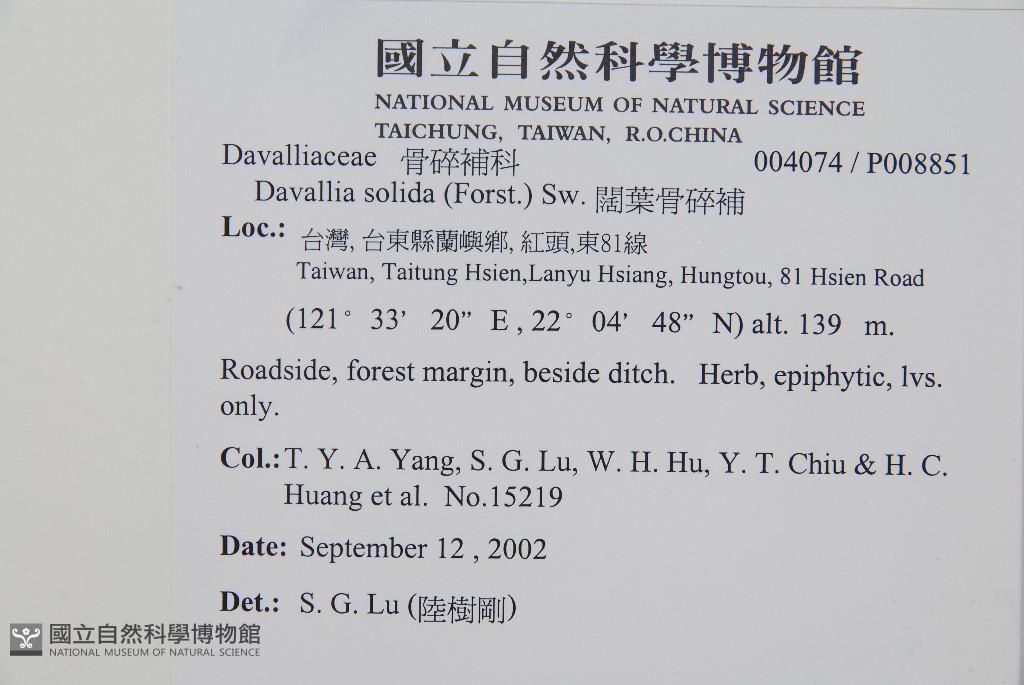 國立自然科學博物館
NATIONAL MUSEUM OF NATURAL SCIENCE
TAICHUNG, TAIWAN, R.O.CHINA
Davalliaceae 骨碎補科 004074 / P008851
Davallia solida (Forst.) Sw. 闊葉骨碎補
Loc.: 台灣, 台東縣蘭嶼鄉, 紅頭,東81線
Taiwan, Taitung Hsien,Lanyu Hsiang, Hungtou, 81 Hsien Road
(121° 33’ 20” E , 22° 04’ 48” N) alt. 139 m.
Roadside, forest margin, beside ditch. Herb, epiphytic, lvs.
only.
Col.: T. Y. A. Yang, S. G. Lu, W. H. Hu, Y. T. Chiu & H. C.
Huang et al. No.15219
Date: September 12 , 2002
Det.: S. G. Lu (陸樹剛)
國立自然科學博物館
NATIONAL MUSEUM OF NATURAL SCIENCE